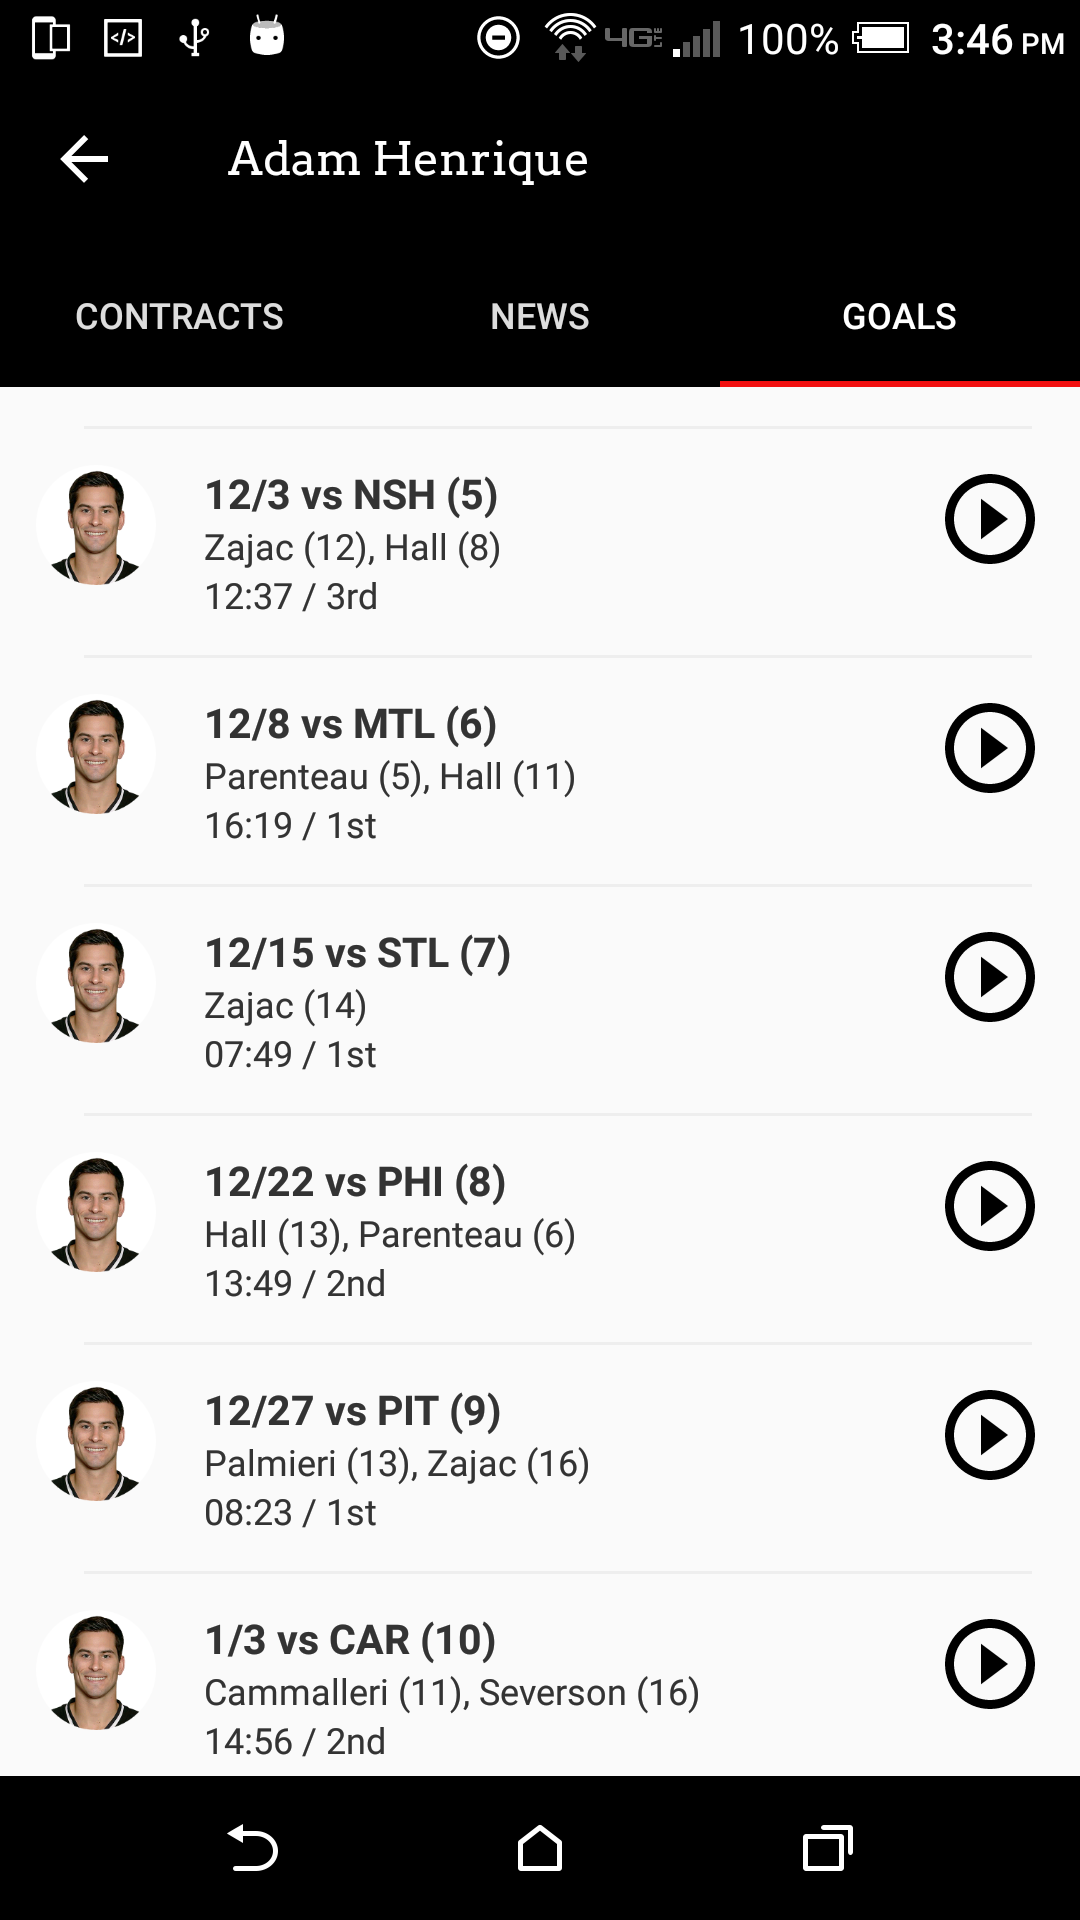 4G LTE 100% 3:46 PM
Adam Henrique
CONTRACTS NEWS GOALS
12/3 vs NSH (5)
Zajac (12), Hall (8)
12:37 / 3rd
12/8 vs MTL (6)
Parenteau (5), Hall (11)
16:19 / 1st
12/15 vs STL (7)
Zajac (14)
07:49 / 1st
12/22 vs PHI (8)
Hall (13), Parenteau (6)
13:49 / 2nd
12/27 vs PIT (9)
Palmieri (13), Zajac (16)
08:23 / 1st
1/3 vs CAR (10)
Cammalleri (11), Severson (16)
14:56 / 2nd